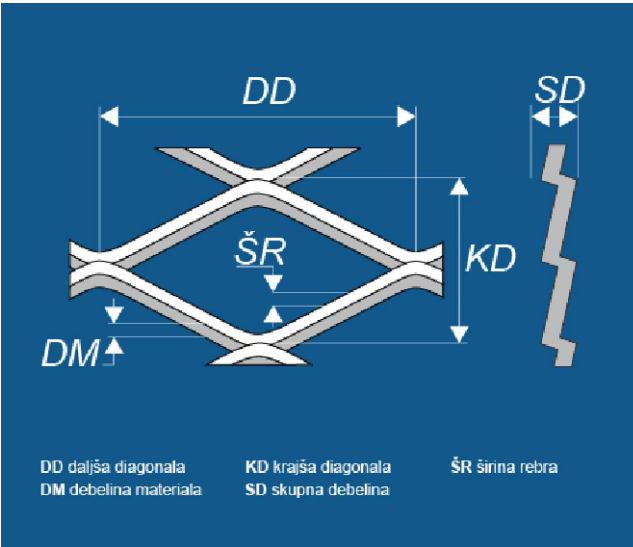 DD
SD
ŠR
KD
DM
DD daljša diagonala
KD krajša diagonala
ŠR širina rebra
DM debelina materiala
SD skupna debelina